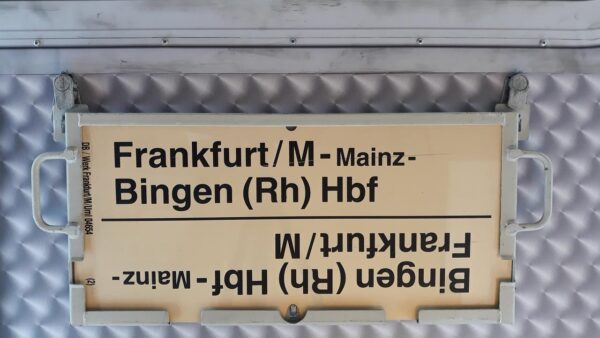 Frankfurt/M - Mainz -
Bingen (Rh) Hbf
Bingen (Rh) Hbf - Mainz -
Frankfurt/M